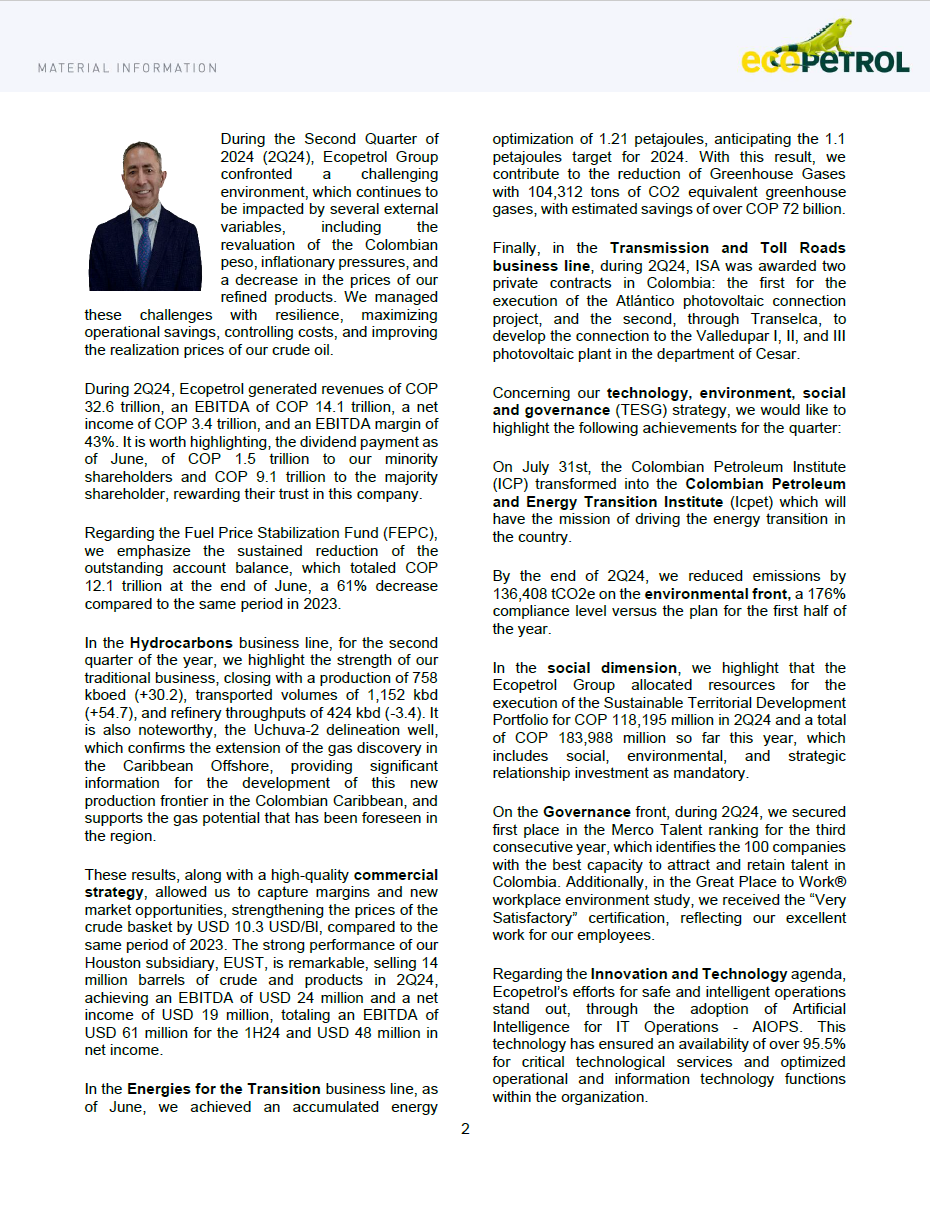 MATERIAL INFORMATION
ecoPETROL
During the Second Quarter of
2024 (2Q24), Ecopetrol Group
confronted a challenging
environment, which continues to
be impacted by several external
variables, including the
revaluation of the Colombian
peso, inflationary pressures, and
a decrease in the prices of our
refined products. We managed
these challenges with resilience, maximizing
operational savings, controlling costs, and improving
the realization prices of our crude oil.
During 2Q24, Ecopetrol generated revenues of COP
32.6 trillion, an EBITDA of COP 14.1 trillion, a net
income of COP 3.4 trillion, and an EBITDA margin of
43%. It is worth highlighting, the dividend payment as
of June, of COP 1.5 trillion to our minority
shareholders and COP 9.1 trillion to the majority
shareholder, rewarding their trust in this company.
Regarding the Fuel Price Stabilization Fund (FEPC),
we emphasize the sustained reduction of the
outstanding account balance, which totaled COP
12.1 trillion at the end of June, a 61% decrease
compared to the same period in 2023.
In the Hydrocarbons business line, for the second
quarter of the year, we highlight the strength of our
traditional business, closing with a production of 758
kboed (+30.2), transported volumes of 1,152 kbd
(+54.7), and refinery throughputs of 424 kbd (-3.4). It
is also noteworthy, the Uchuva-2 delineation well,
which confirms the extension of the gas discovery in
the Caribbean Offshore, providing significant
information for the development of this new
production frontier in the Colombian Caribbean, and
supports the gas potential that has been foreseen in
the region.
These results, along with a high-quality commercial
strategy, allowed us to capture margins and new
market opportunities, strengthening the prices of the
crude basket by USD 10.3 USD/Bl, compared to the
same period of 2023. The strong performance of our
Houston subsidiary, EUST, is remarkable, selling 14
million barrels of crude and products in 2Q24,
achieving an EBITDA of USD 24 million and a net
income of USD 19 million, totaling an EBITDA of
USD 61 million for the 1H24 and USD 48 million in
net income.
In the Energies for the Transition business line, as
of June, we achieved an accumulated energy
optimization of 1.21 petajoules, anticipating the 1.1
petajoules target for 2024. With this result, we
contribute to the reduction of Greenhouse Gases
with 104,312 tons of CO2 equivalent greenhouse
gases, with estimated savings of over COP 72 billion.
Finally, in the Transmission and Toll Roads
business line, during 2Q24, ISA was awarded two
private contracts in Colombia: the first for the
execution of the Atlántico photovoltaic connection
project, and the second, through Transelca, to
develop the connection to the Valledupar I, II, and III
photovoltaic plant in the department of Cesar.
Concerning our technology, environment, social
and governance (TESG) strategy, we would like to
highlight the following achievements for the quarter:
On July 31st, the Colombian Petroleum Institute
(ICP) transformed into the Colombian Petroleum
and Energy Transition Institute (Icpet) which will
have the mission of driving the energy transition in
the country.
By the end of 2Q24, we reduced emissions by
136,408 tCO2e on the environmental front, a 176%
compliance level versus the plan for the first half of
the year.
In the social dimension, we highlight that the
Ecopetrol Group allocated resources for the
execution of the Sustainable Territorial Development
Portfolio for COP 118,195 million in 2Q24 and a total
of COP 183,988 million so far this year, which
includes social, environmental, and strategic
relationship investment as mandatory.
On the Governance front, during 2Q24, we secured
first place in the Merco Talent ranking for the third
consecutive year, which identifies the 100 companies
with the best capacity to attract and retain talent in
Colombia. Additionally, in the Great Place to Work®
workplace environment study, we received the “Very
Satisfactory” certification, reflecting our excellent
work for our employees.
Regarding the Innovation and Technology agenda,
Ecopetrol’s efforts for safe and intelligent operations
stand out, through the adoption of Artificial
Intelligence for IT Operations - AIOPS. This
technology has ensured an availability of over 95.5%
for critical technological services and optimized
operational and information technology functions
within the organization.
2